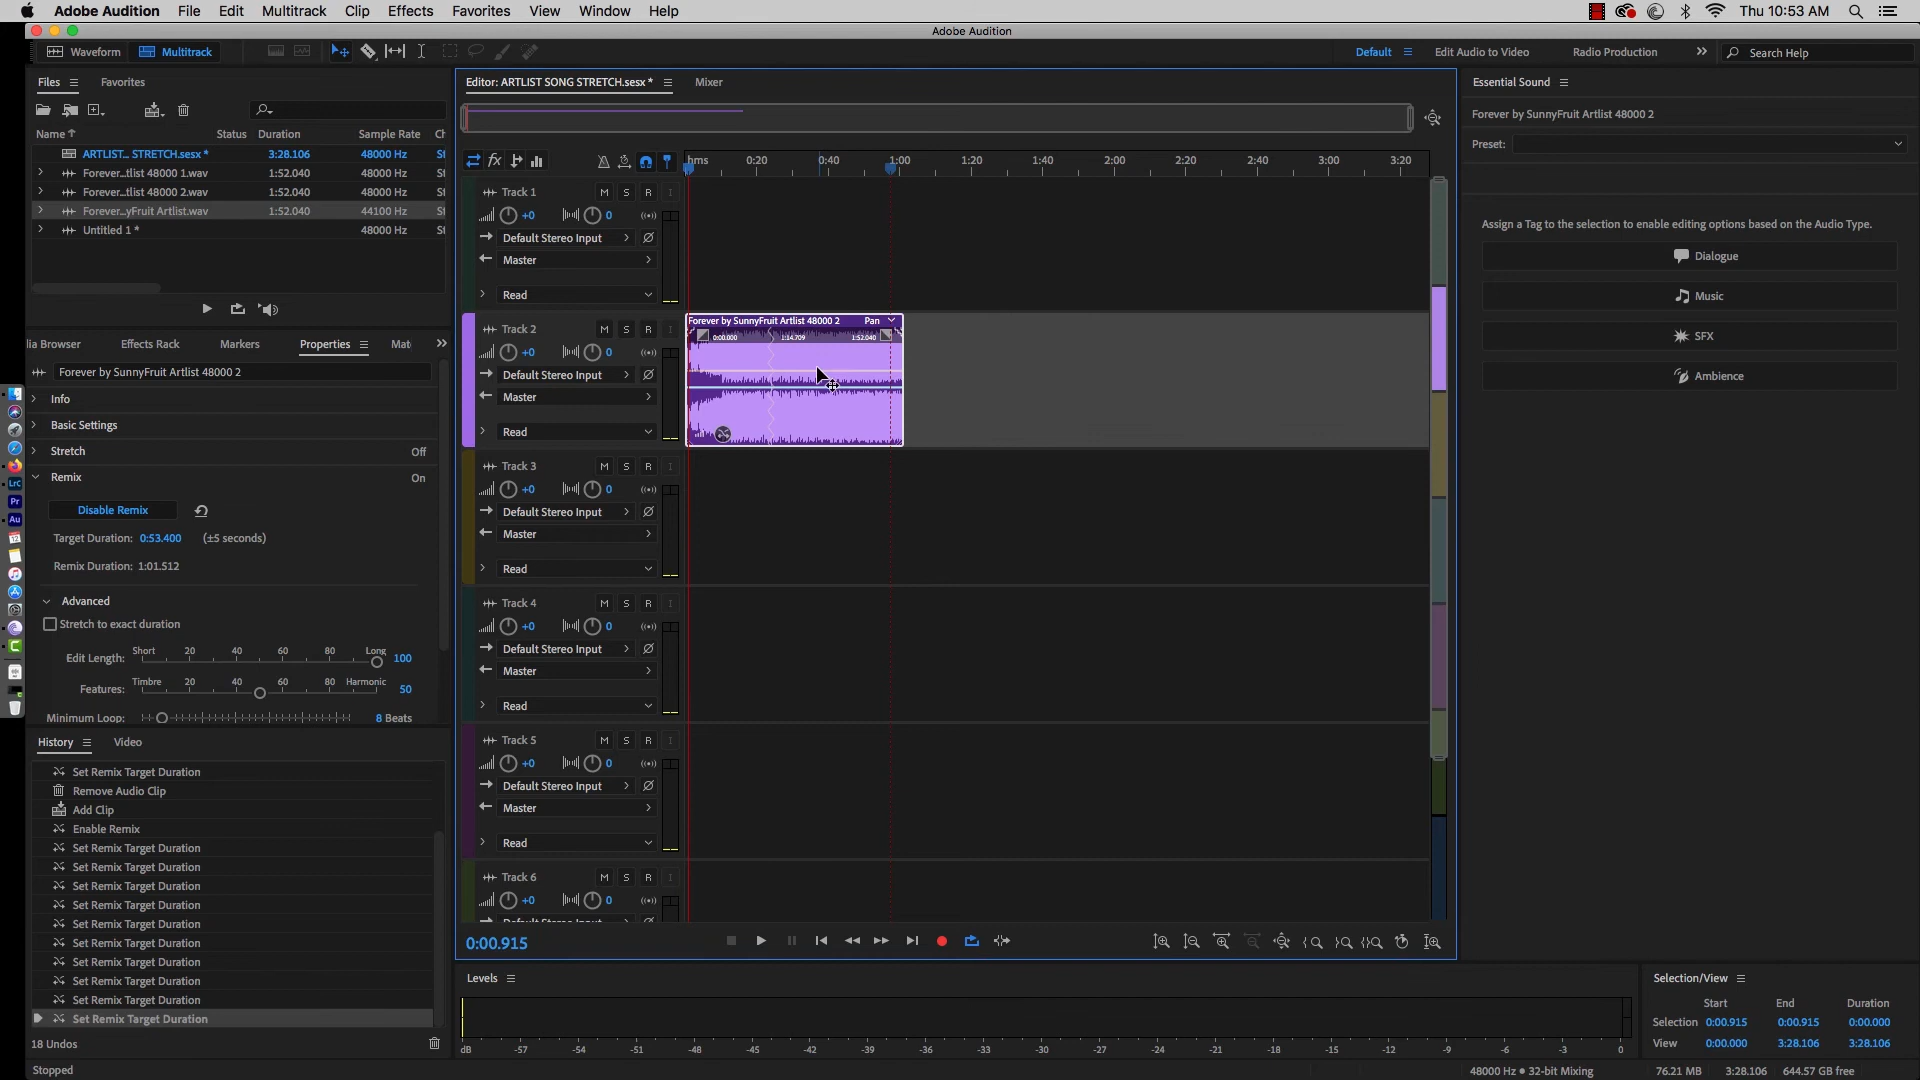 Adobe Audition File Edit Multitrack Clip Effects Favorites View Window Help Thu 10:53 AM
Adobe Audition
Waveform Multitrack Default Edit Audio to Video Radio Production Search Help
Files Favorites
Name Status Duration Sample Rate
ARTLIST... STRETCH.sesx * 3:28.106 48000 Hz
Forever...tlist 48000 1.wav 1:52.040 48000 Hz
Forever...tlist 48000 2.wav 1:52.040 48000 Hz
Forever...yFruit Artlist.wav 1:52.040 44100 Hz
Untitled 1 * 48000 Hz
lia Browser Effects Rack Markers Properties Mat
Forever by SunnyFruit Artlist 48000 2
Info
Basic Settings
Stretch Off
Remix On
Disable Remix
Target Duration: 0:53.400 (±5 seconds)
Remix Duration: 1:01.512
Advanced
Stretch to exact duration
Short 20 40 60 80 Long
Edit Length: 100
Timbre 20 40 60 80 Harmonic
Features: 50
Minimum Loop: 8 Beats
History Video
Set Remix Target Duration
Remove Audio Clip
Add Clip
Enable Remix
Set Remix Target Duration
Set Remix Target Duration
Set Remix Target Duration
Set Remix Target Duration
Set Remix Target Duration
Set Remix Target Duration
Set Remix Target Duration
Set Remix Target Duration
Set Remix Target Duration
Set Remix Target Duration
18 Undos
Stopped
Editor: ARTLIST SONG STRETCH.sesx * Mixer
fx hms 0:20 0:40 1:00 1:20 1:40 2:00 2:20 2:40 3:00 3:20
Track 1 M S R I
+0 0
Default Stereo Input
Master
Read
Track 2 M S R I
+0 0
Default Stereo Input
Master
Read
Forever by SunnyFruit Artlist 48000 2 Pan
0:00.000 1:14.709 1:52.040
Track 3 M S R I
+0 0
Default Stereo Input
Master
Read
Track 4 M S R I
+0 0
Default Stereo Input
Master
Read
Track 5 M S R I
+0 0
Default Stereo Input
Master
Read
Track 6 M S R I
+0 0
Default Stereo Input
0:00.915
Levels
dB -57 -54 -51 -48 -45 -42 -39 -36 -33 -30 -27 -24 -21 -18 -15 -12 -9 -6 -3 0
Essential Sound
Forever by SunnyFruit Artlist 48000 2
Preset:
Assign a Tag to the selection to enable editing options based on the Audio Type.
Dialogue
Music
SFX
Ambience
Selection/View
Start End Duration
Selection 0:00.915 0:00.915 0:00.000
View 0:00.000 3:28.106 3:28.106
48000 Hz • 32-bit Mixing 76.21 MB 3:28.106 644.57 GB free
LrC
Pr
Au